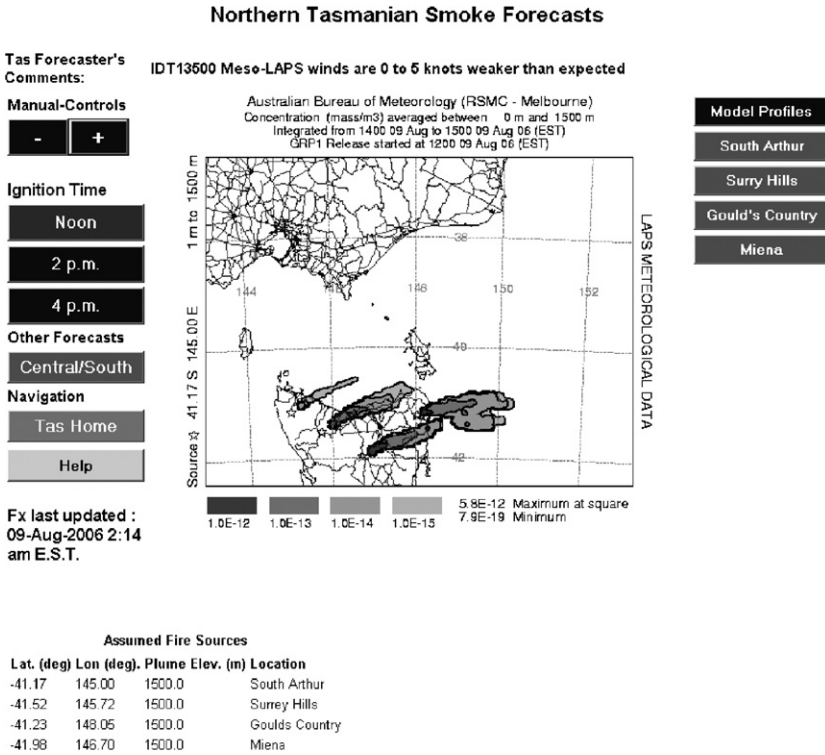 Northern Tasmanian Smoke Forecasts
Tas Forecaster's
Comments:
IDT13500 Meso-LAPS winds are 0 to 5 knots weaker than expected
Manual-Controls
- +
Ignition Time
Noon
2 p.m.
4 p.m.
Other Forecasts
Central/South
Navigation
Tas Home
Help
Fx last updated :
09-Aug-2006 2:14
am E.S.T.
Australian Bureau of Meteorology (RSMC - Melbourne)
Concentration (mass/m3) averaged between 0 m and 1500 m
Integrated from 1400 09 Aug to 1500 09 Aug 06 (EST)
GRP1 Release started at 1200 09 Aug 06 (EST)
1 m to 1500 m
Source ☆ 41.17 S 145.00 E
38
144 146 148 150 152
40
42
LAPS METEOROLOGICAL DATA
1.0E-12 1.0E-13 1.0E-14 1.0E-15
5.8E-12 Maximum at square
7.9E-19 Minimum
Model Profiles
South Arthur
Surry Hills
Gould's Country
Miena
Assumed Fire Sources
Lat. (deg) Lon (deg). Plume Elev. (m) Location
-41.17 145.00 1500.0 South Arthur
-41.52 145.72 1500.0 Surrey Hills
-41.23 148.05 1500.0 Goulds Country
-41.98 146.70 1500.0 Miena